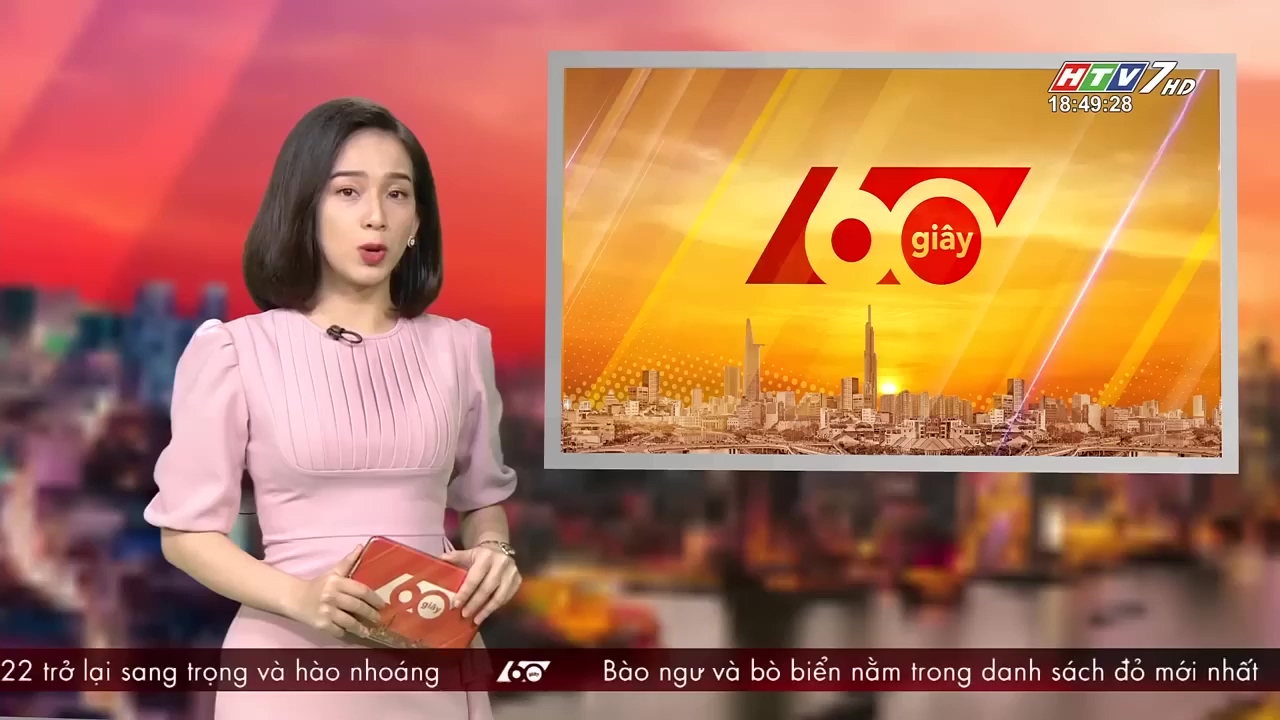 HTV7 HD
18:49:28
60 giây
60 giây
22 trở lại sang trọng và hào nhoáng 60 giây Bào ngư và bò biển nằm trong danh sách đỏ mới nhất